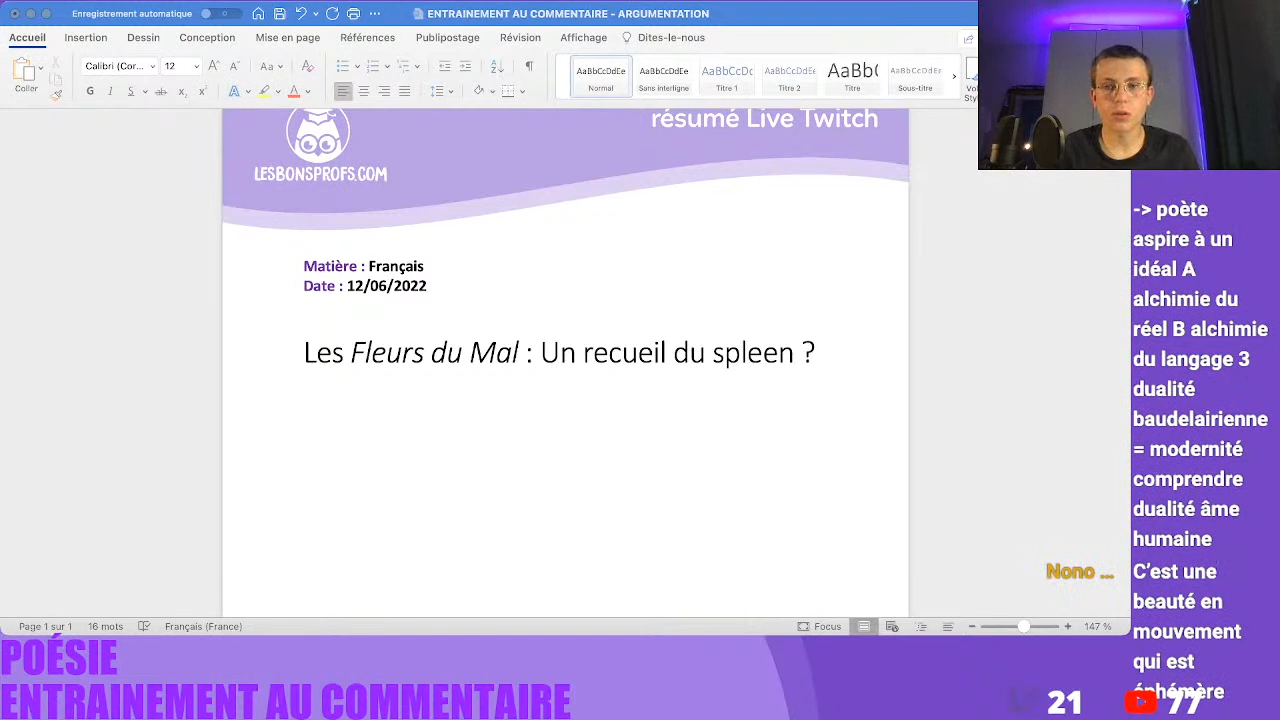 Enregistrement automatique
ENTRAINEMENT AU COMMENTAIRE - ARGUMENTATION
Accueil Insertion Dessin Conception Mise en page Références Publipostage Révision Affichage Dites-le-nous
Coller
Calibri (Cor... 12
AaBbCcDdEe AaBbCcDdEe AaBbCcDc AaBbCcDdEe AaBb( AaBbCcDdEe
Normal Sans interligne Titre 1 Titre 2 Titre Sous-titre
résumé Live Twitch
LESBONSPROFS.COM
Matière : Français
Date : 12/06/2022
Les Fleurs du Mal : Un recueil du spleen ?
-> poète
aspire à un
idéal A
alchimie du
réel B alchimie
du langage 3
dualité
baudelairienne
= modernité
comprendre
dualité âme
humaine
Nono ... C’est une
beauté en
mouvement
qui est
éphémère
Page 1 sur 1 16 mots Français (France) Focus 147 %
POÉSIE
ENTRAINEMENT AU COMMENTAIRE
21 77